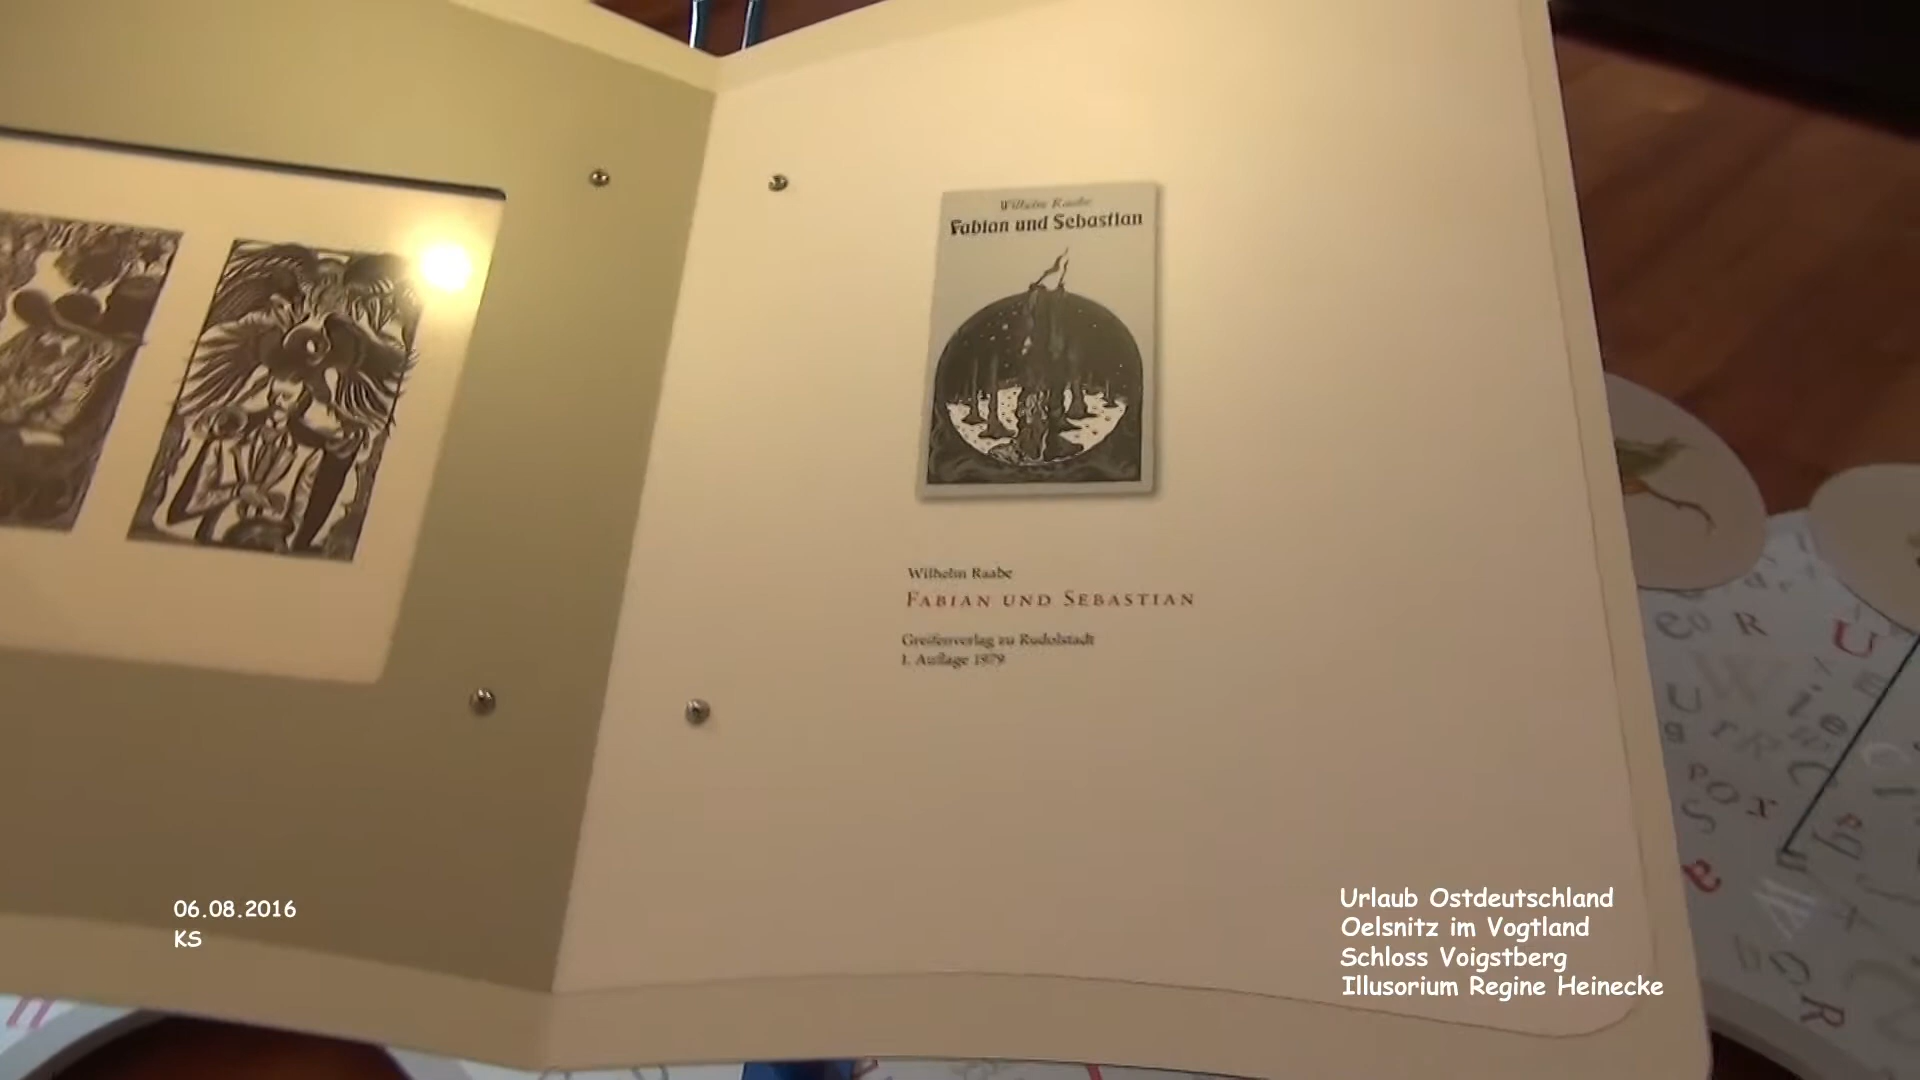 Wilhelm Raabe
Fabian und Sebastian
Wilhelm Raabe
FABIAN UND SEBASTIAN
Greifenverlag zu Rudolstadt
1. Auflage 1979
06.08.2016
KS
Urlaub Ostdeutschland
Oelsnitz im Vogtland
Schloss Voigstberg
Illusorium Regine Heinecke